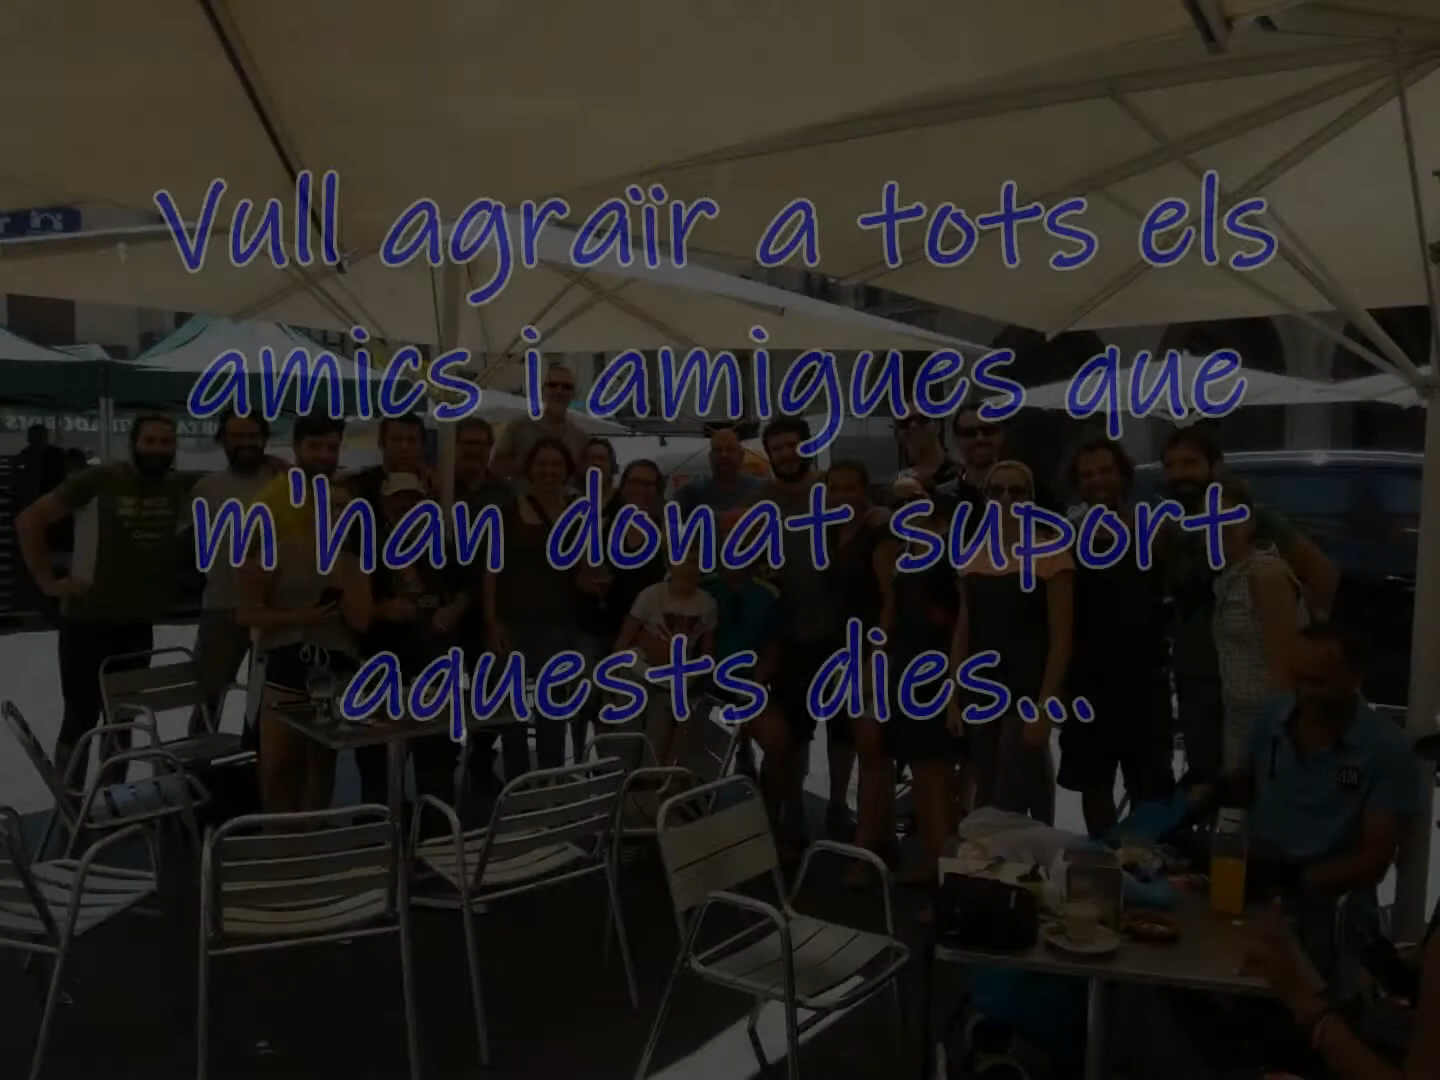 Vull agraïr a tots els
amics i amigues que
m'han donat suport
aquests dies...